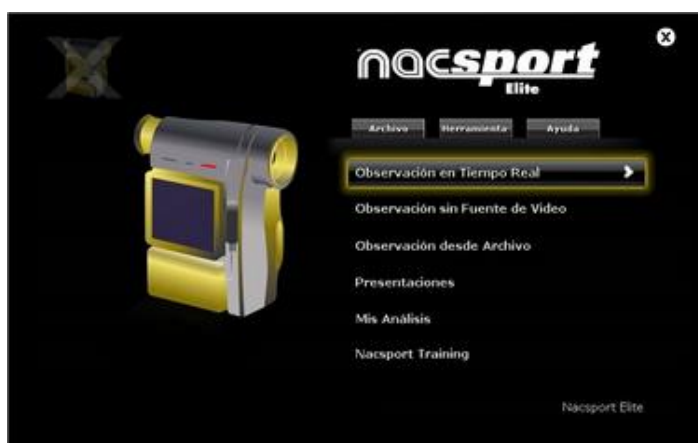 nacsport
Elite
Archivo Herramienta Ayuda
Observación en Tiempo Real
Observación sin Fuente de Video
Observación desde Archivo
Presentaciones
Mis Análisis
Nacsport Training
Nacsport Elite